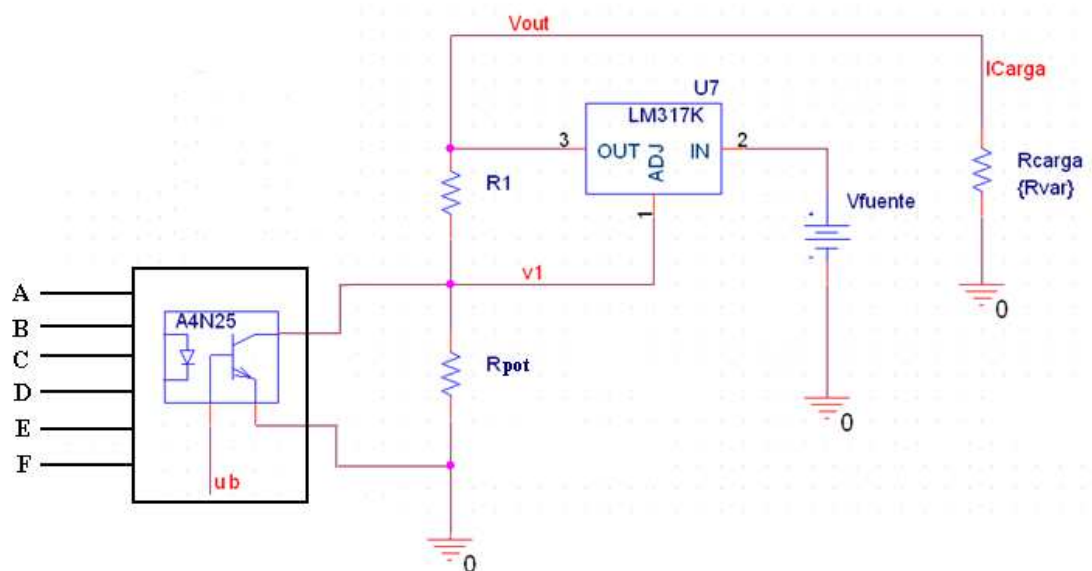 Vout
ICarga
U7
LM317K
3
OUT
ADJ
IN
2
1
R1
Rcarga
{Rvar}
Vfuente
v1
0
A
B
C
D
E
F
A4N25
Rpot
0
ub
0